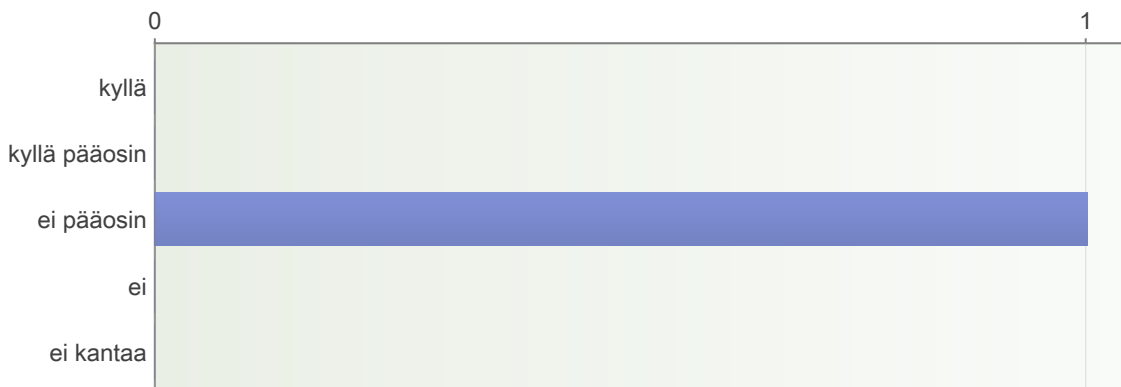 0 1
kyllä
kyllä pääosin
ei pääosin
ei
ei kantaa